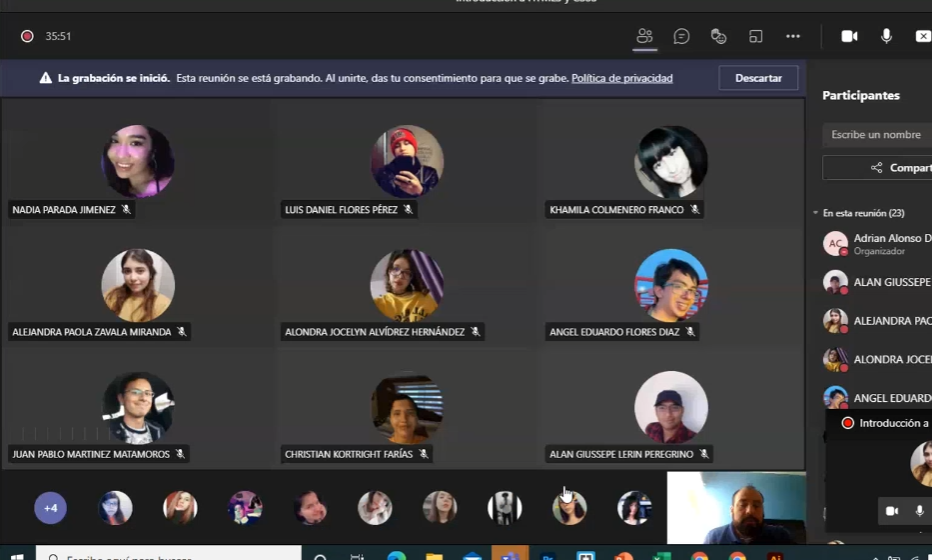 35:51
La grabación se inició. Esta reunión se está grabando. Al unirte, das tu consentimiento para que se grabe. Política de privacidad
Descartar
Participantes
Escribe un nombre
Compart
En esta reunión (23)
NADIA PARADA JIMENEZ
LUIS DANIEL FLORES PÉREZ
KHAMILA COLMENERO FRANCO
AC
Adrian Alonso D
Organizador
ALAN GIUSSEPE
ALEJANDRA PAO
ALONDRA JOCE
ANGEL EDUARD
ALEJANDRA PAOLA ZAVALA MIRANDA
ALONDRA JOCELYN ALVÍDREZ HERNÁNDEZ
ANGEL EDUARDO FLORES DIAZ
JUAN PABLO MARTINEZ MATAMOROS
CHRISTIAN KORTRIGHT FARÍAS
ALAN GIUSSEPE LERIN PEREGRINO
Introducción a
+4